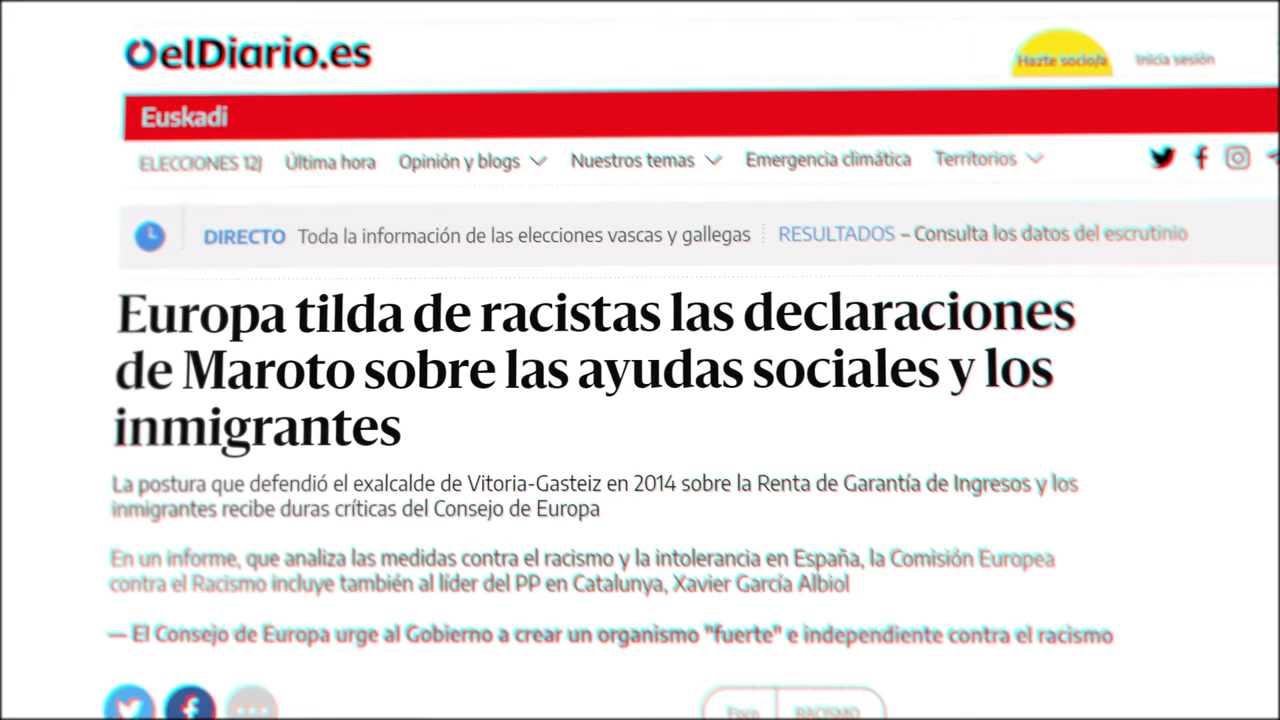 elDiario.es
Hazte socio/a
Inicia sesión
Euskadi
ELECCIONES 12J
Última hora
Opinión y blogs
Nuestros temas
Emergencia climática
Territorios
DIRECTO Toda la información de las elecciones vascas y gallegas
RESULTADOS – Consulta los datos del escrutinio
Europa tilda de racistas las declaraciones
de Maroto sobre las ayudas sociales y los
inmigrantes
La postura que defendió el exalcalde de Vitoria-Gasteiz en 2014 sobre la Renta de Garantía de Ingresos y los
inmigrantes recibe duras críticas del Consejo de Europa
En un informe, que analiza las medidas contra el racismo y la intolerancia en España, la Comisión Europea
contra el Racismo incluye también al líder del PP en Catalunya, Xavier García Albiol
— El Consejo de Europa urge al Gobierno a crear un organismo "fuerte" e independiente contra el racismo
Foro
RACISMO